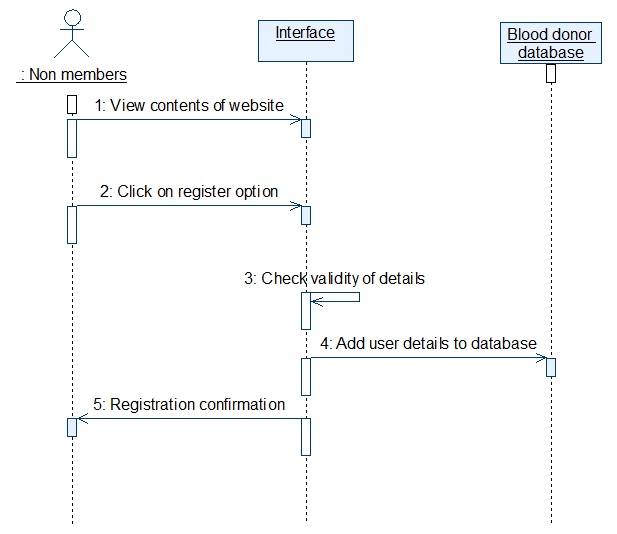 Interface
Blood donor
database
: Non members
1: View contents of website
2: Click on register option
3: Check validity of details
4: Add user details to database
5: Registration confirmation